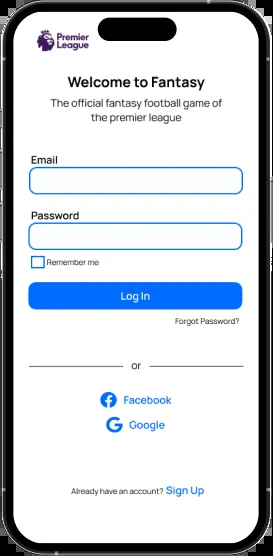 Premier
League
Welcome to Fantasy
The official fantasy football game of
the premier league
Email
Password
Remember me
Log In
Forgot Password?
or
Facebook
Google
Already have an account? Sign Up